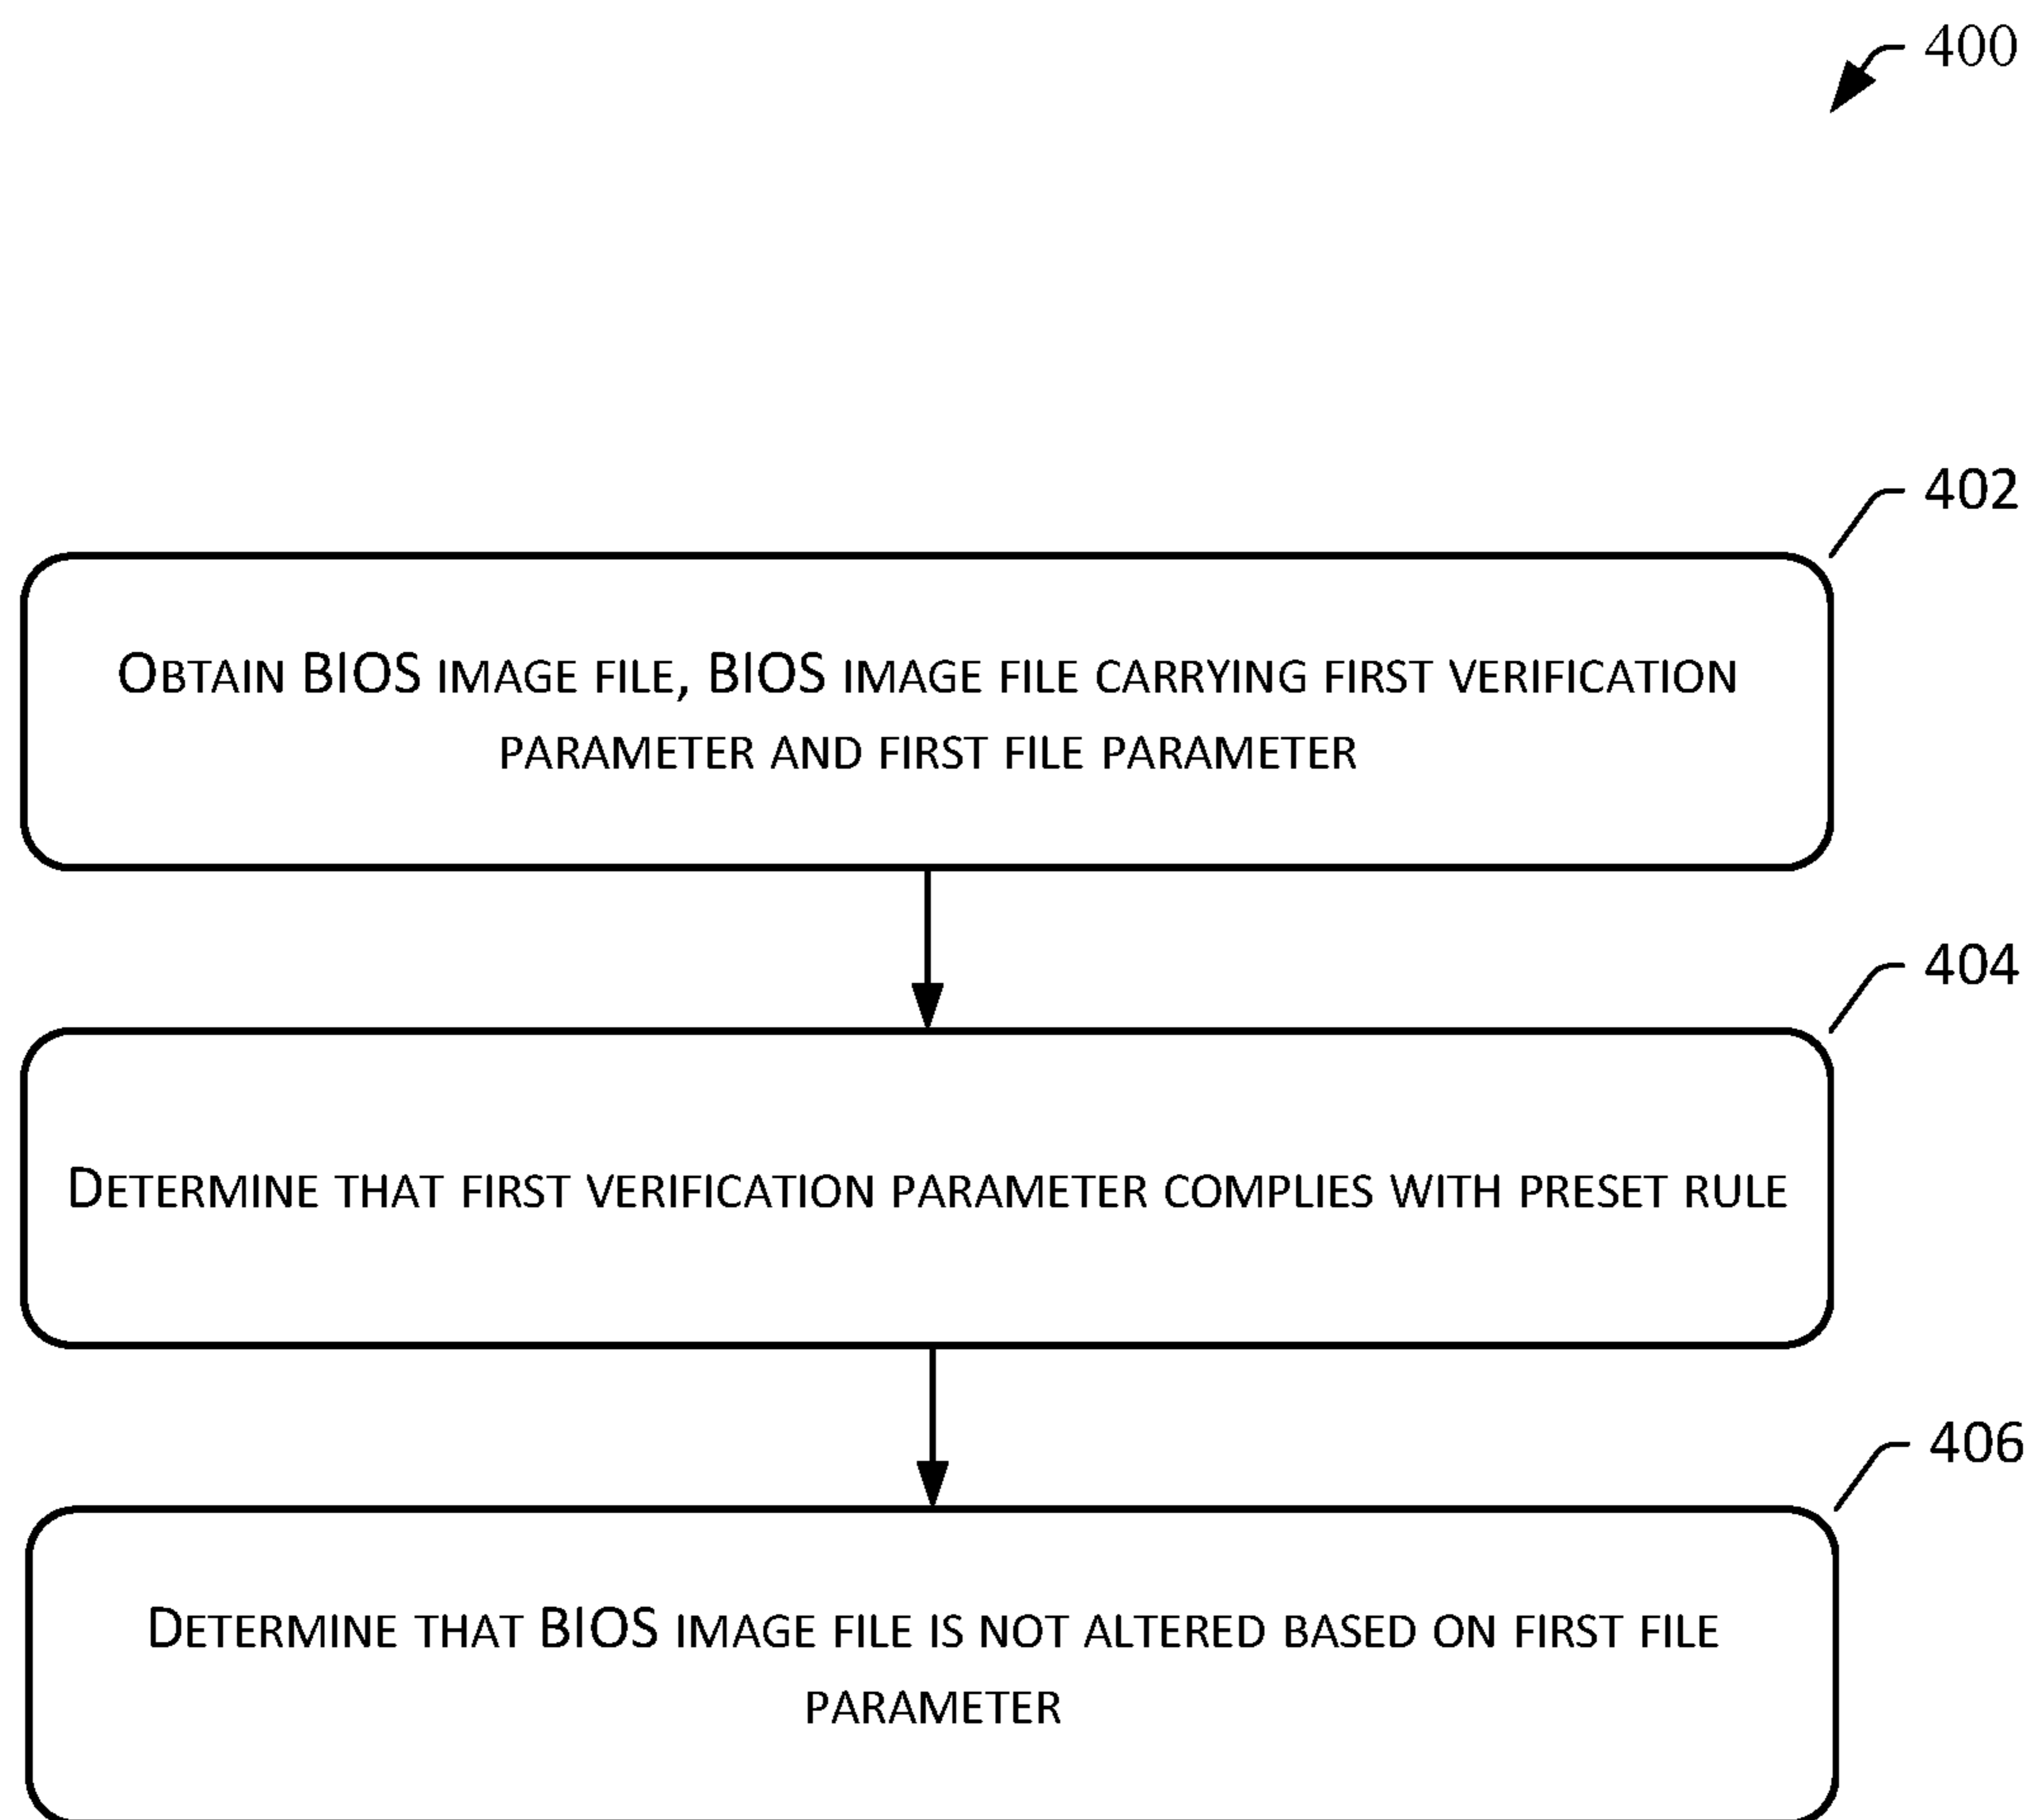 400
402
Obtain BIOS image file, BIOS image file carrying first verification
parameter and first file parameter
404
Determine that first verification parameter complies with preset rule
406
Determine that BIOS image file is not altered based on first file
parameter